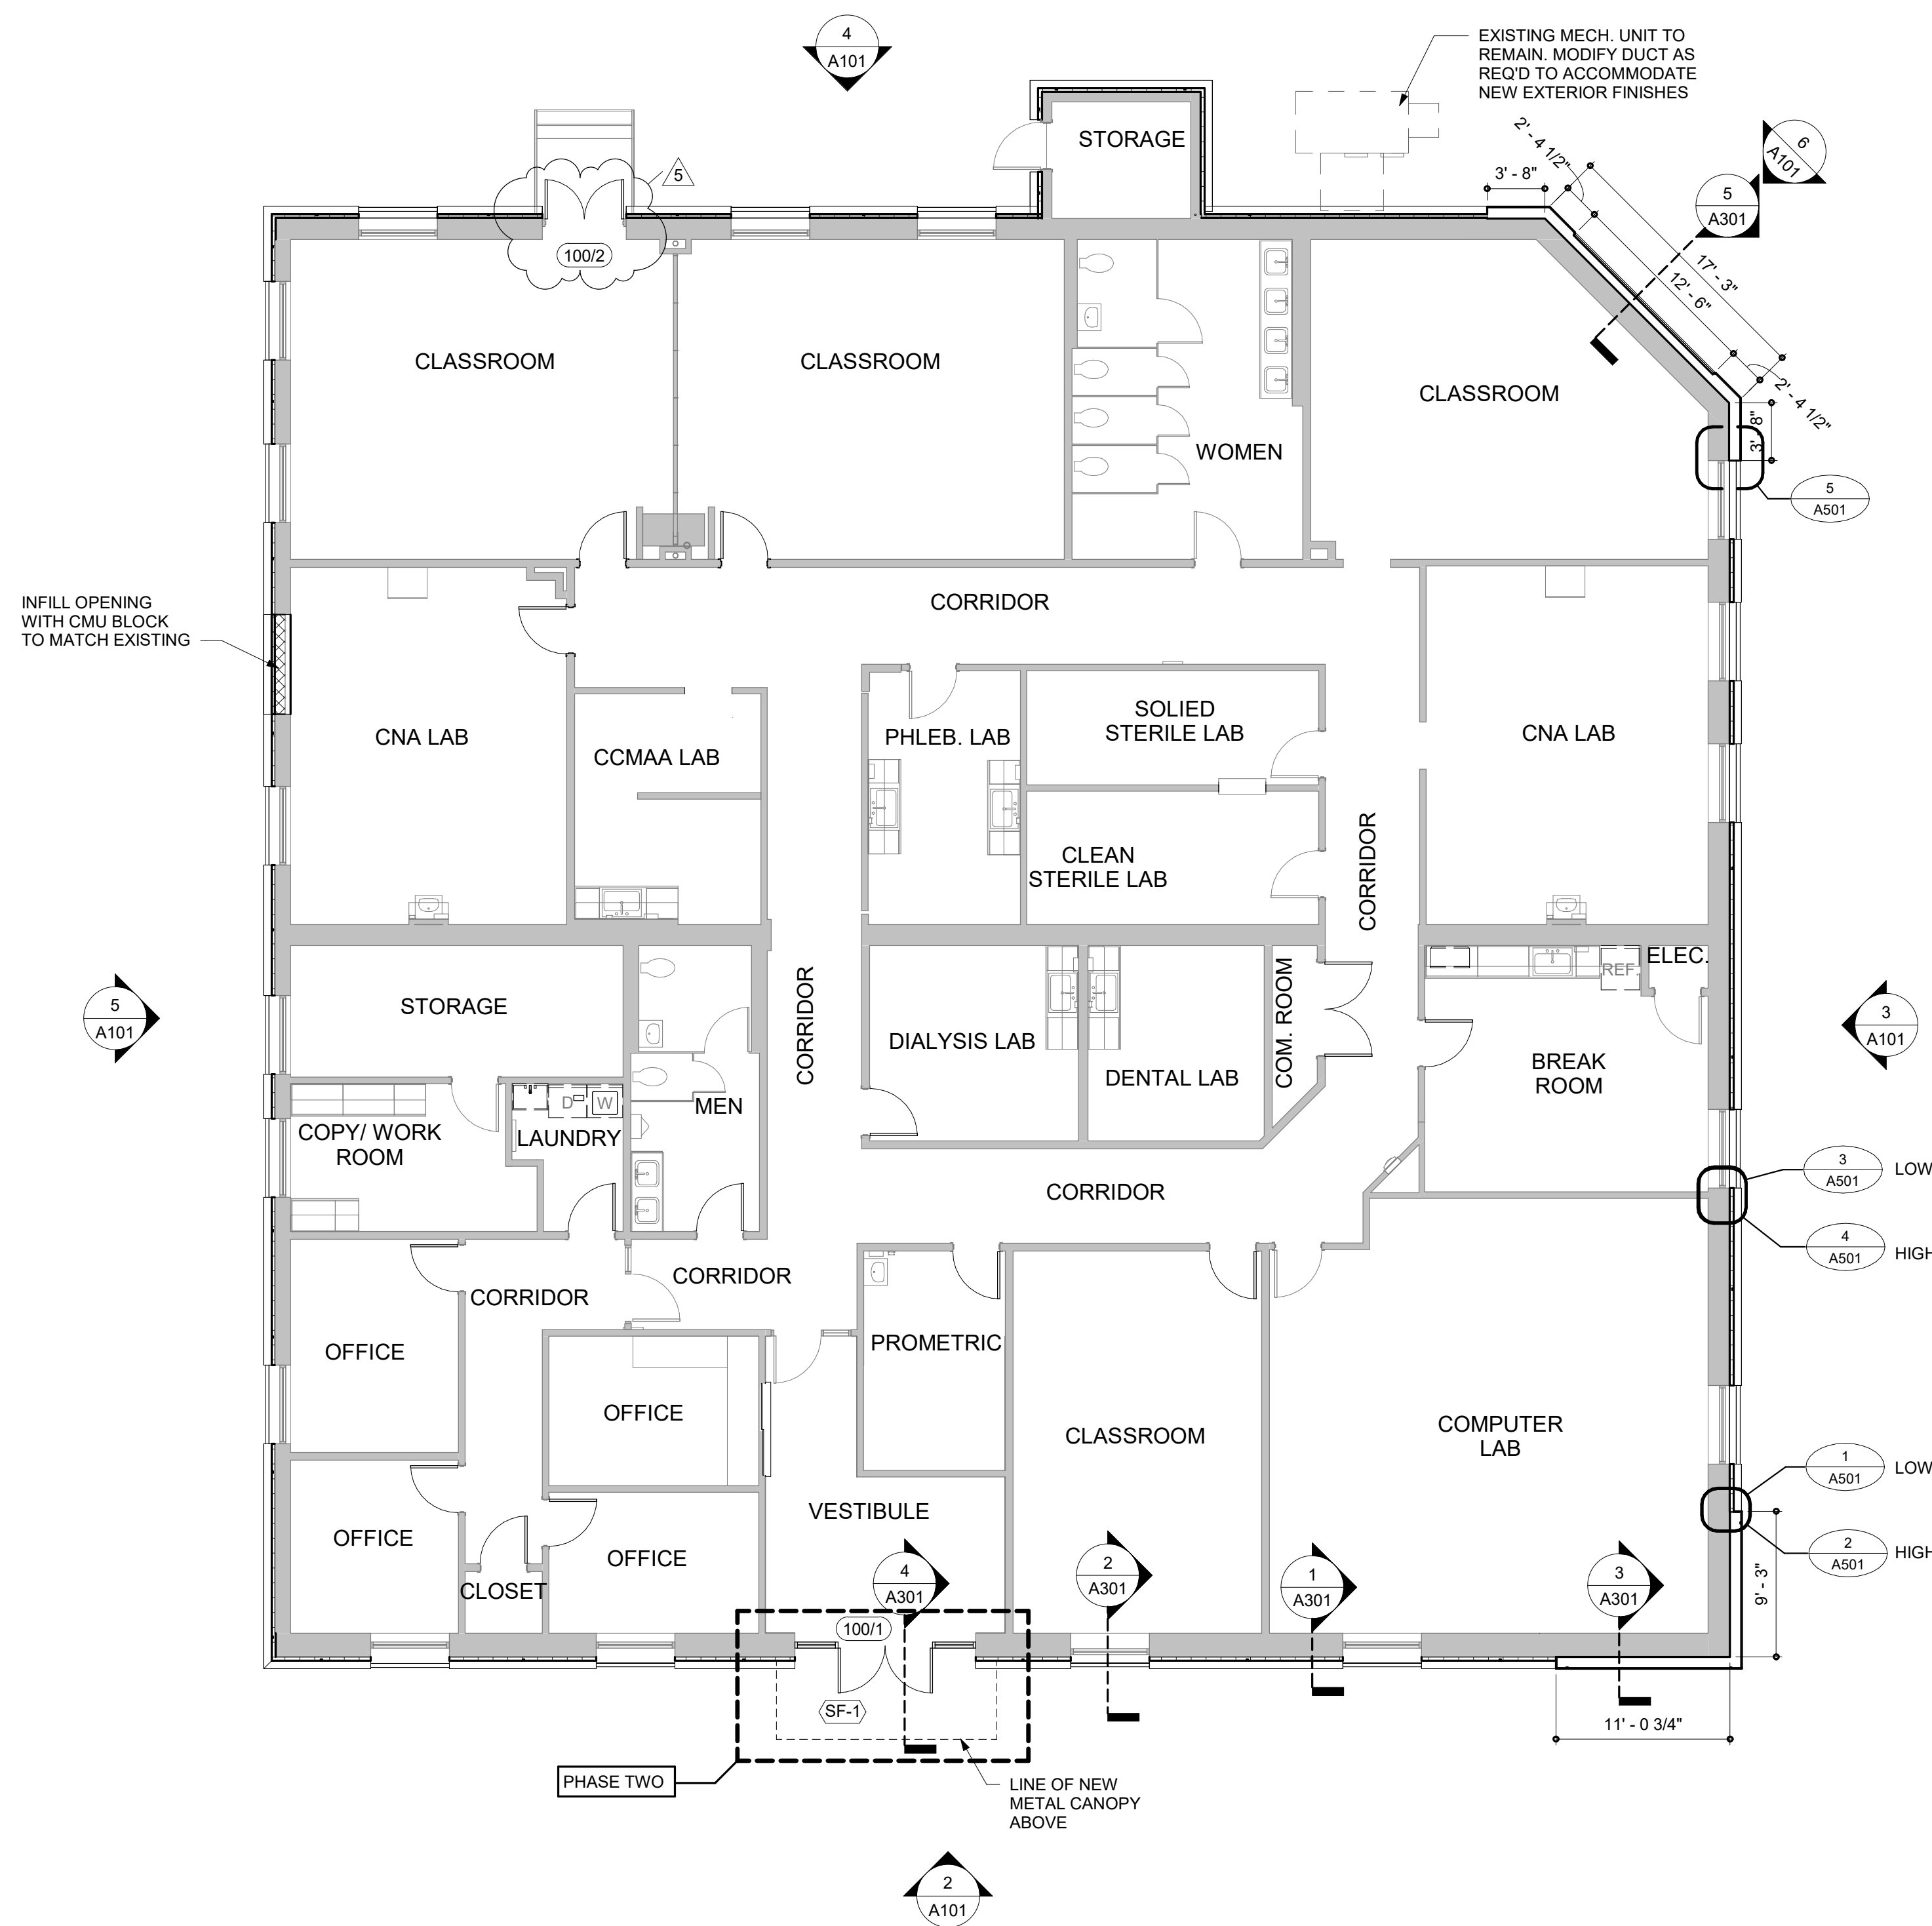 4
A101
EXISTING MECH. UNIT TO
REMAIN. MODIFY DUCT AS
REQ'D TO ACCOMMODATE
NEW EXTERIOR FINISHES
STORAGE
2' - 4 1/2"
6
A101
3' - 8"
5
5
A301
100/2
17' - 3"
12' - 6"
CLASSROOM
CLASSROOM
CLASSROOM
2' - 4 1/2"
3' - 8"
WOMEN
5
A501
INFILL OPENING
WITH CMU BLOCK
TO MATCH EXISTING
CORRIDOR
CNA LAB
CCMAA LAB
PHLEB. LAB
SOLIED
STERILE LAB
CNA LAB
CLEAN
STERILE LAB
CORRIDOR
ELEC.
REF
STORAGE
CORRIDOR
COM. ROOM
5
A101
3
A101
DIALYSIS LAB
DENTAL LAB
BREAK
ROOM
D
W
MEN
COPY/ WORK
ROOM
LAUNDRY
3
A501
LOW
CORRIDOR
4
A501
HIGH
CORRIDOR
CORRIDOR
OFFICE
PROMETRIC
OFFICE
CLASSROOM
COMPUTER
LAB
1
A501
LOW
VESTIBULE
OFFICE
OFFICE
CLOSET
4
A301
2
A301
1
A301
3
A301
2
A501
HIGH
9' - 3"
100/1
SF-1
11' - 0 3/4"
PHASE TWO
LINE OF NEW
METAL CANOPY
ABOVE
2
A101